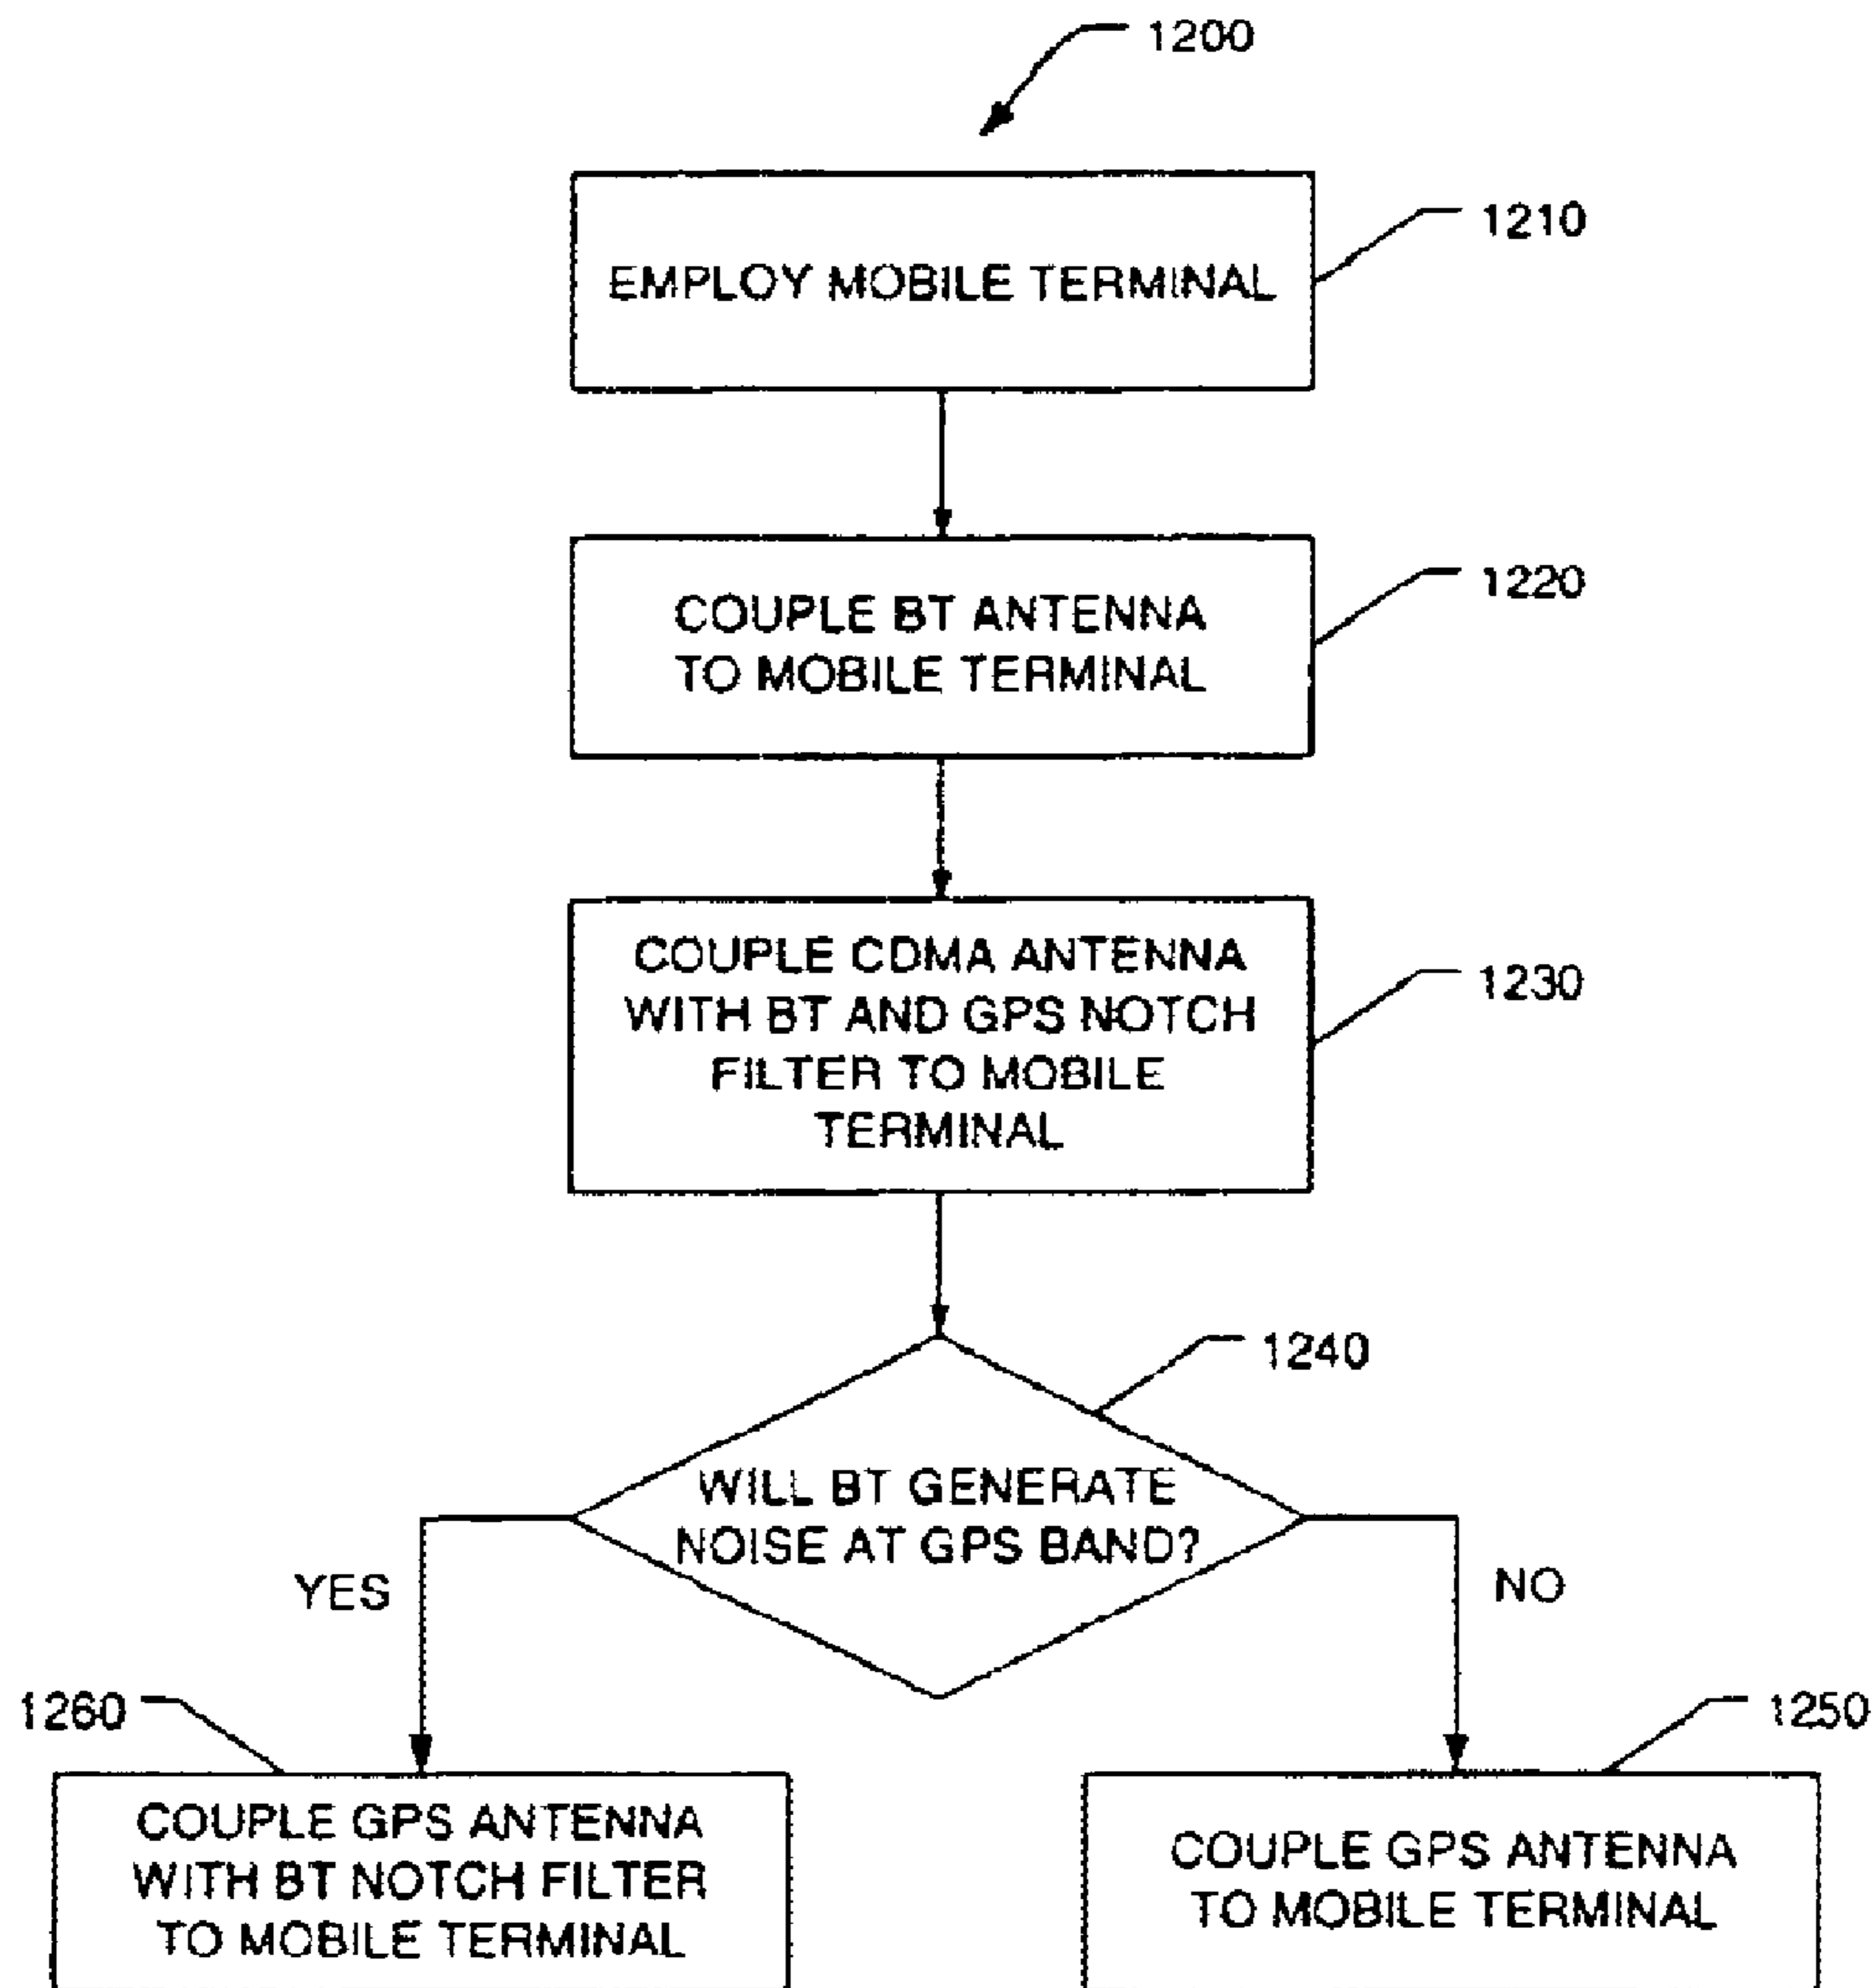 1200
EMPLOY MOBILE TERMINAL
1210
COUPLE BT ANTENNA
TO MOBILE TERMINAL
1220
COUPLE CDMA ANTENNA
WITH BT AND GPS NOTCH
FILTER TO MOBILE
TERMINAL
1230
1240
WILL BT GENERATE
NOISE AT GPS BAND?
YES
NO
1260
1250
COUPLE GPS ANTENNA
WITH BT NOTCH FILTER
TO MOBILE TERMINAL
COUPLE GPS ANTENNA
TO MOBILE TERMINAL